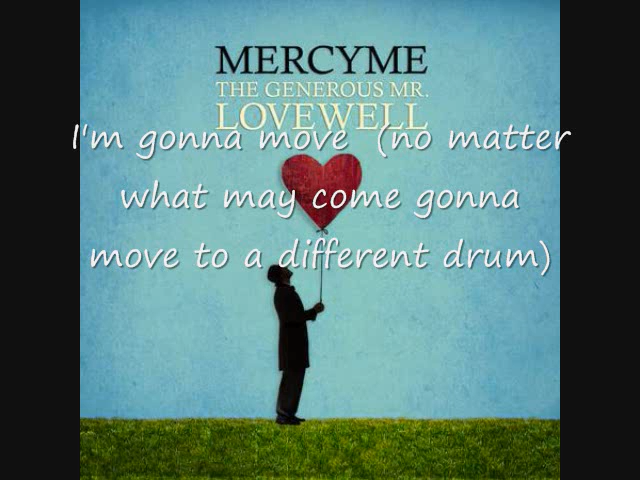 MERCYME
THE GENEROUS MR.
LOVEWELL
I'm gonna move (no matter
what may come gonna
move to a different drum)